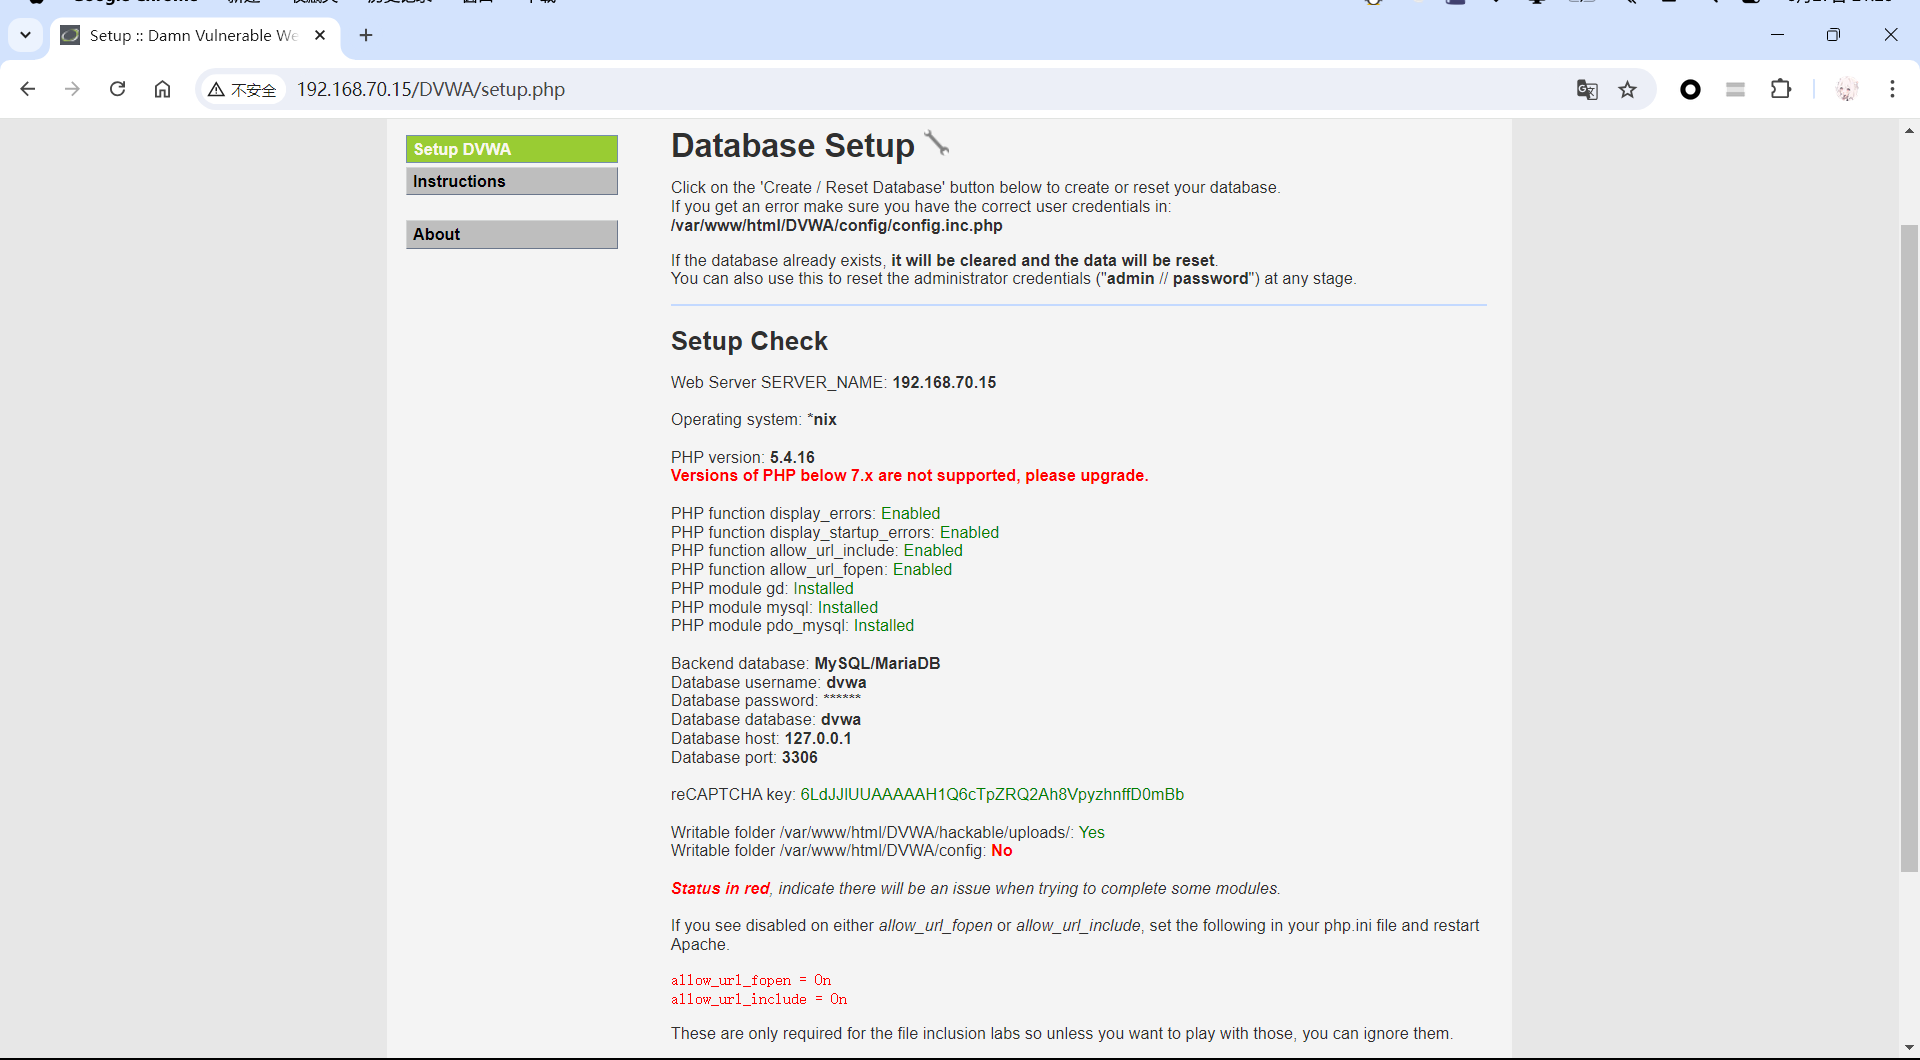 Setup :: Damn Vulnerable We
不安全
192.168.70.15/DVWA/setup.php
Setup DVWA
Instructions
About
Database Setup
Click on the 'Create / Reset Database' button below to create or reset your database.
If you get an error make sure you have the correct user credentials in:
/var/www/html/DVWA/config/config.inc.php
If the database already exists, it will be cleared and the data will be reset.
You can also use this to reset the administrator credentials ("admin // password") at any stage.
Setup Check
Web Server SERVER_NAME: 192.168.70.15
Operating system: *nix
PHP version: 5.4.16
Versions of PHP below 7.x are not supported, please upgrade.
PHP function display_errors: Enabled
PHP function display_startup_errors: Enabled
PHP function allow_url_include: Enabled
PHP function allow_url_fopen: Enabled
PHP module gd: Installed
PHP module mysql: Installed
PHP module pdo_mysql: Installed
Backend database: MySQL/MariaDB
Database username: dvwa
Database password: ******
Database database: dvwa
Database host: 127.0.0.1
Database port: 3306
reCAPTCHA key: 6LdJJlUUAAAAAH1Q6cTpZRQ2Ah8VpyzhnffD0mBb
Writable folder /var/www/html/DVWA/hackable/uploads/: Yes
Writable folder /var/www/html/DVWA/config: No
Status in red, indicate there will be an issue when trying to complete some modules.
If you see disabled on either allow_url_fopen or allow_url_include, set the following in your php.ini file and restart
Apache.
allow_url_fopen = On
allow_url_include = On
These are only required for the file inclusion labs so unless you want to play with those, you can ignore them.